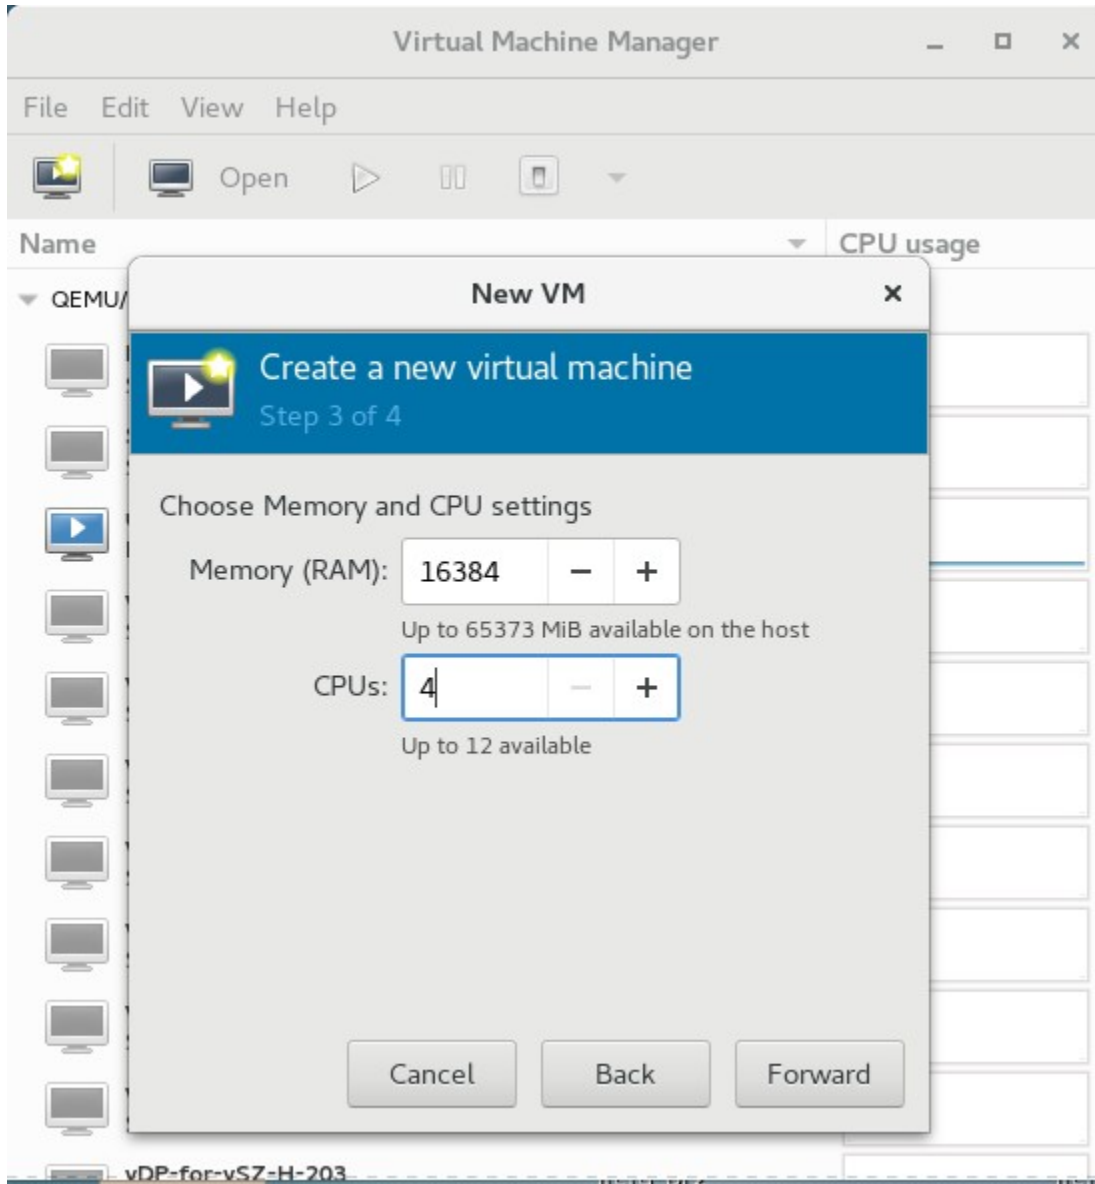 Virtual Machine Manager
File Edit View Help
Open
Name CPU usage
QEMU/
New VM
Create a new virtual machine
Step 3 of 4
Choose Memory and CPU settings
Memory (RAM): 16384 − +
Up to 65373 MiB available on the host
CPUs: 4 − +
Up to 12 available
Cancel Back Forward
vDP-for-vSZ-H-203